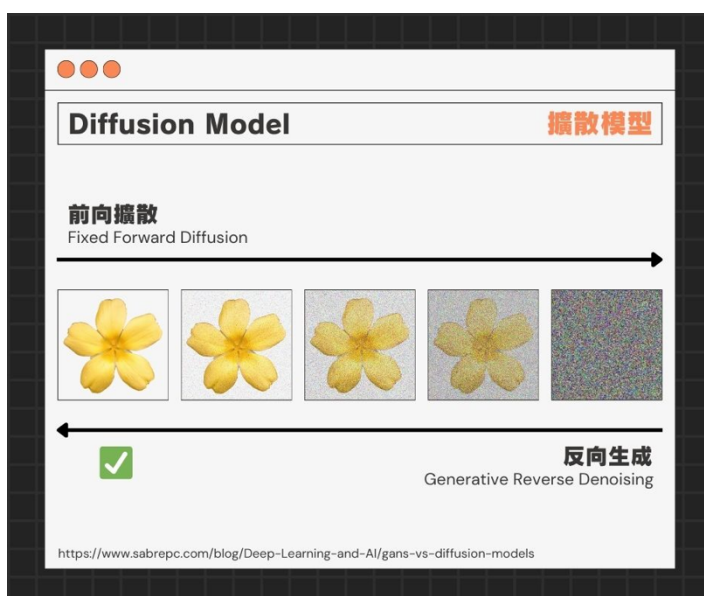 Diffusion Model
擴散模型
前向擴散
Fixed Forward Diffusion
反向生成
Generative Reverse Denoising
https://www.sabrepc.com/blog/Deep-Learning-and-AI/gans-vs-diffusion-models